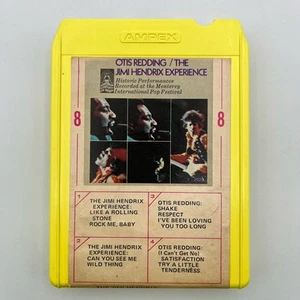 AMPEX
OTIS REDDING / THE
JIMI HENDRIX EXPERIENCE
Historic Performances
Recorded at the Monterey
International Pop Festival
8
8
1
THE JIMI HENDRIX
EXPERIENCE:
LIKE A ROLLING
STONE
ROCK ME, BABY
3
OTIS REDDING:
SHAKE
RESPECT
I'VE BEEN LOVING
YOU TOO LONG
2
THE JIMI HENDRIX
EXPERIENCE:
CAN YOU SEE ME
WILD THING
4
OTIS REDDING:
(I Can't Get No)
SATISFACTION
TRY A LITTLE
TENDERNESS